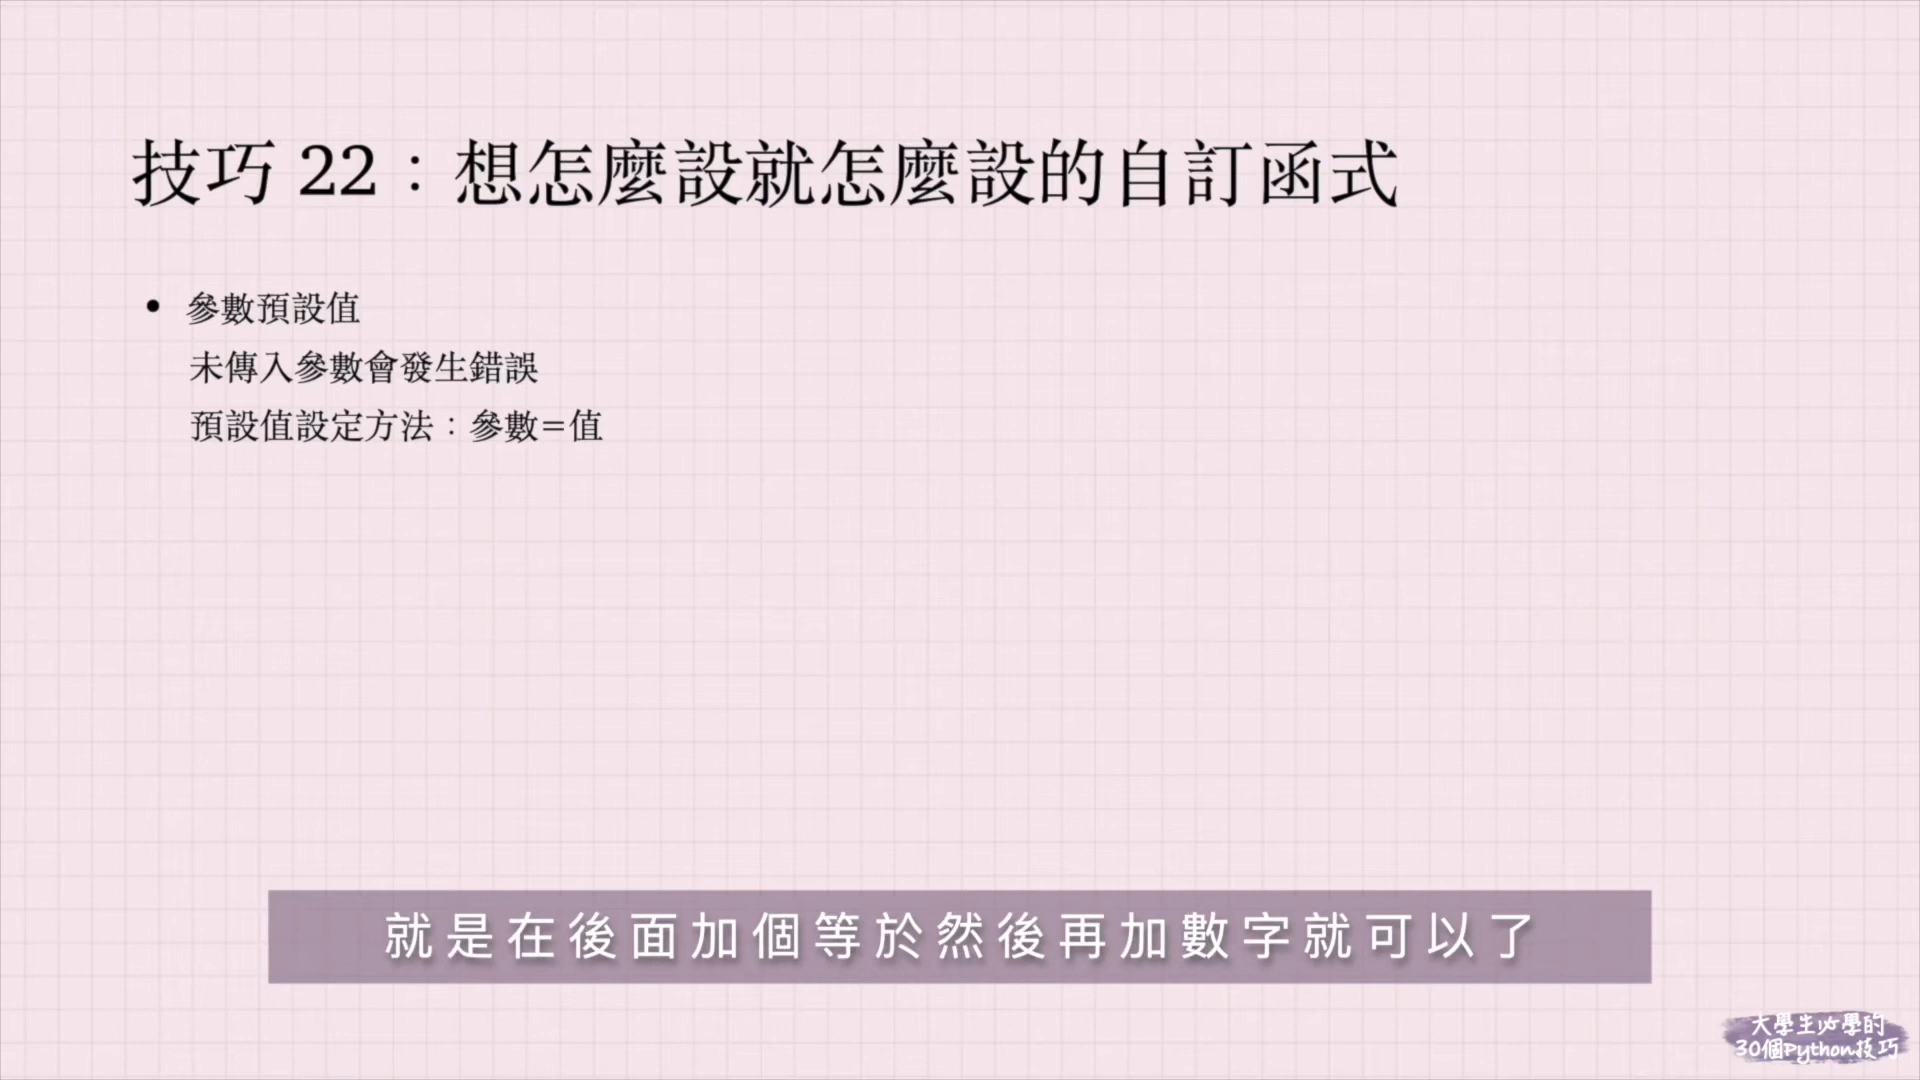 技巧 22：想怎麼設就怎麼設的自訂函式
• 參數預設值
未傳入參數會發生錯誤
預設值設定方法：參數=值
就是在後面加個等於然後再加數字就可以了
大學生必學的
30個Python技巧